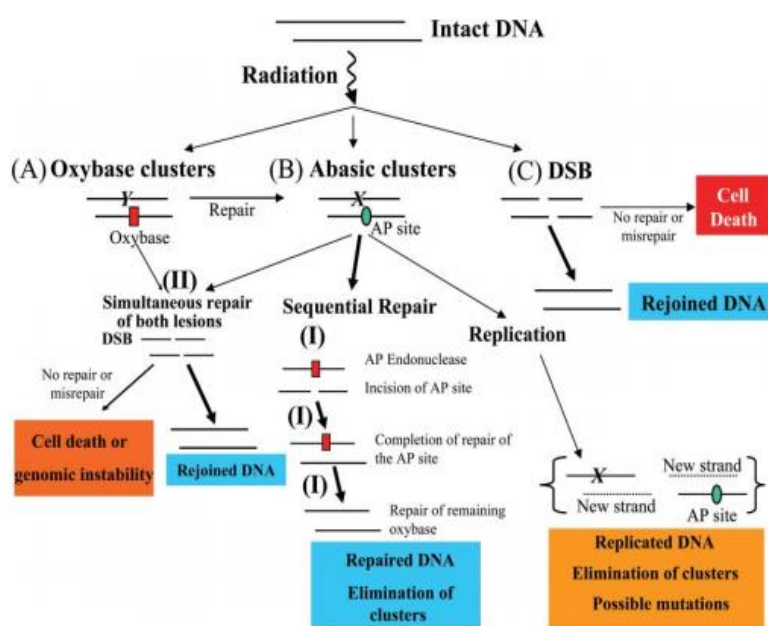 Intact DNA
Radiation
(A) Oxybase clusters
Y
Oxybase
Repair
(B) Abasic clusters
X
AP site
(C) DSB
No repair or
misrepair
Cell
Death
Rejoined DNA
(II)
Simultaneous repair
of both lesions
DSB
No repair or
misrepair
Cell death or
genomic instability
Rejoined DNA
Sequential Repair
(I)
AP Endonuclease
Incision of AP site
(I)
Completion of repair of
the AP site
(I)
Repair of remaining
oxybase
Repaired DNA
Elimination of
clusters
Replication
X
New strand
New strand
AP site
Replicated DNA
Elimination of clusters
Possible mutations